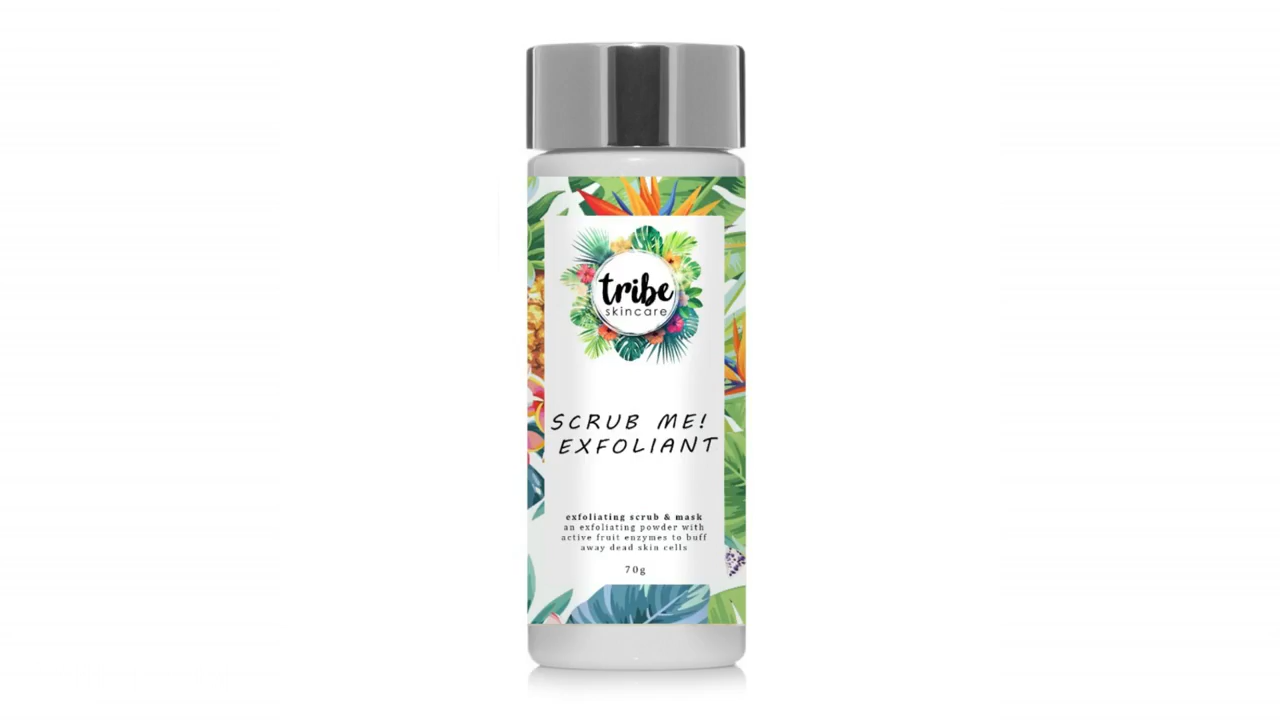 tribe
skincare
SCRUB ME!
EXFOLIANT
exfoliating scrub & mask
an exfoliating powder with
active fruit enzymes to buff
away dead skin cells
70g